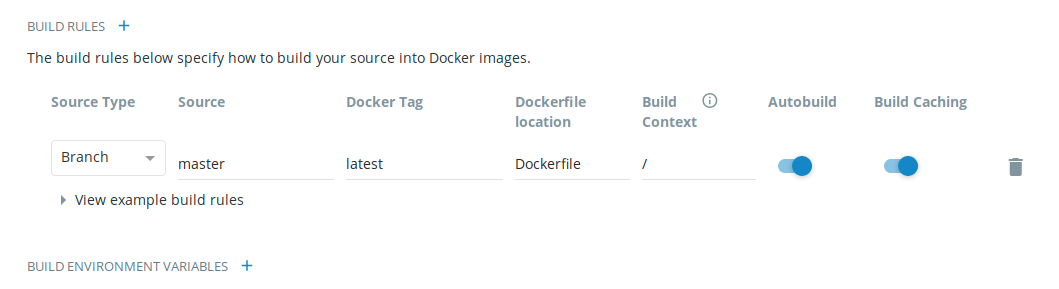 BUILD RULES +
The build rules below specify how to build your source into Docker images.
Source Type Source Docker Tag Dockerfile location Build Context Autobuild Build Caching
Branch master latest Dockerfile /
View example build rules
BUILD ENVIRONMENT VARIABLES +